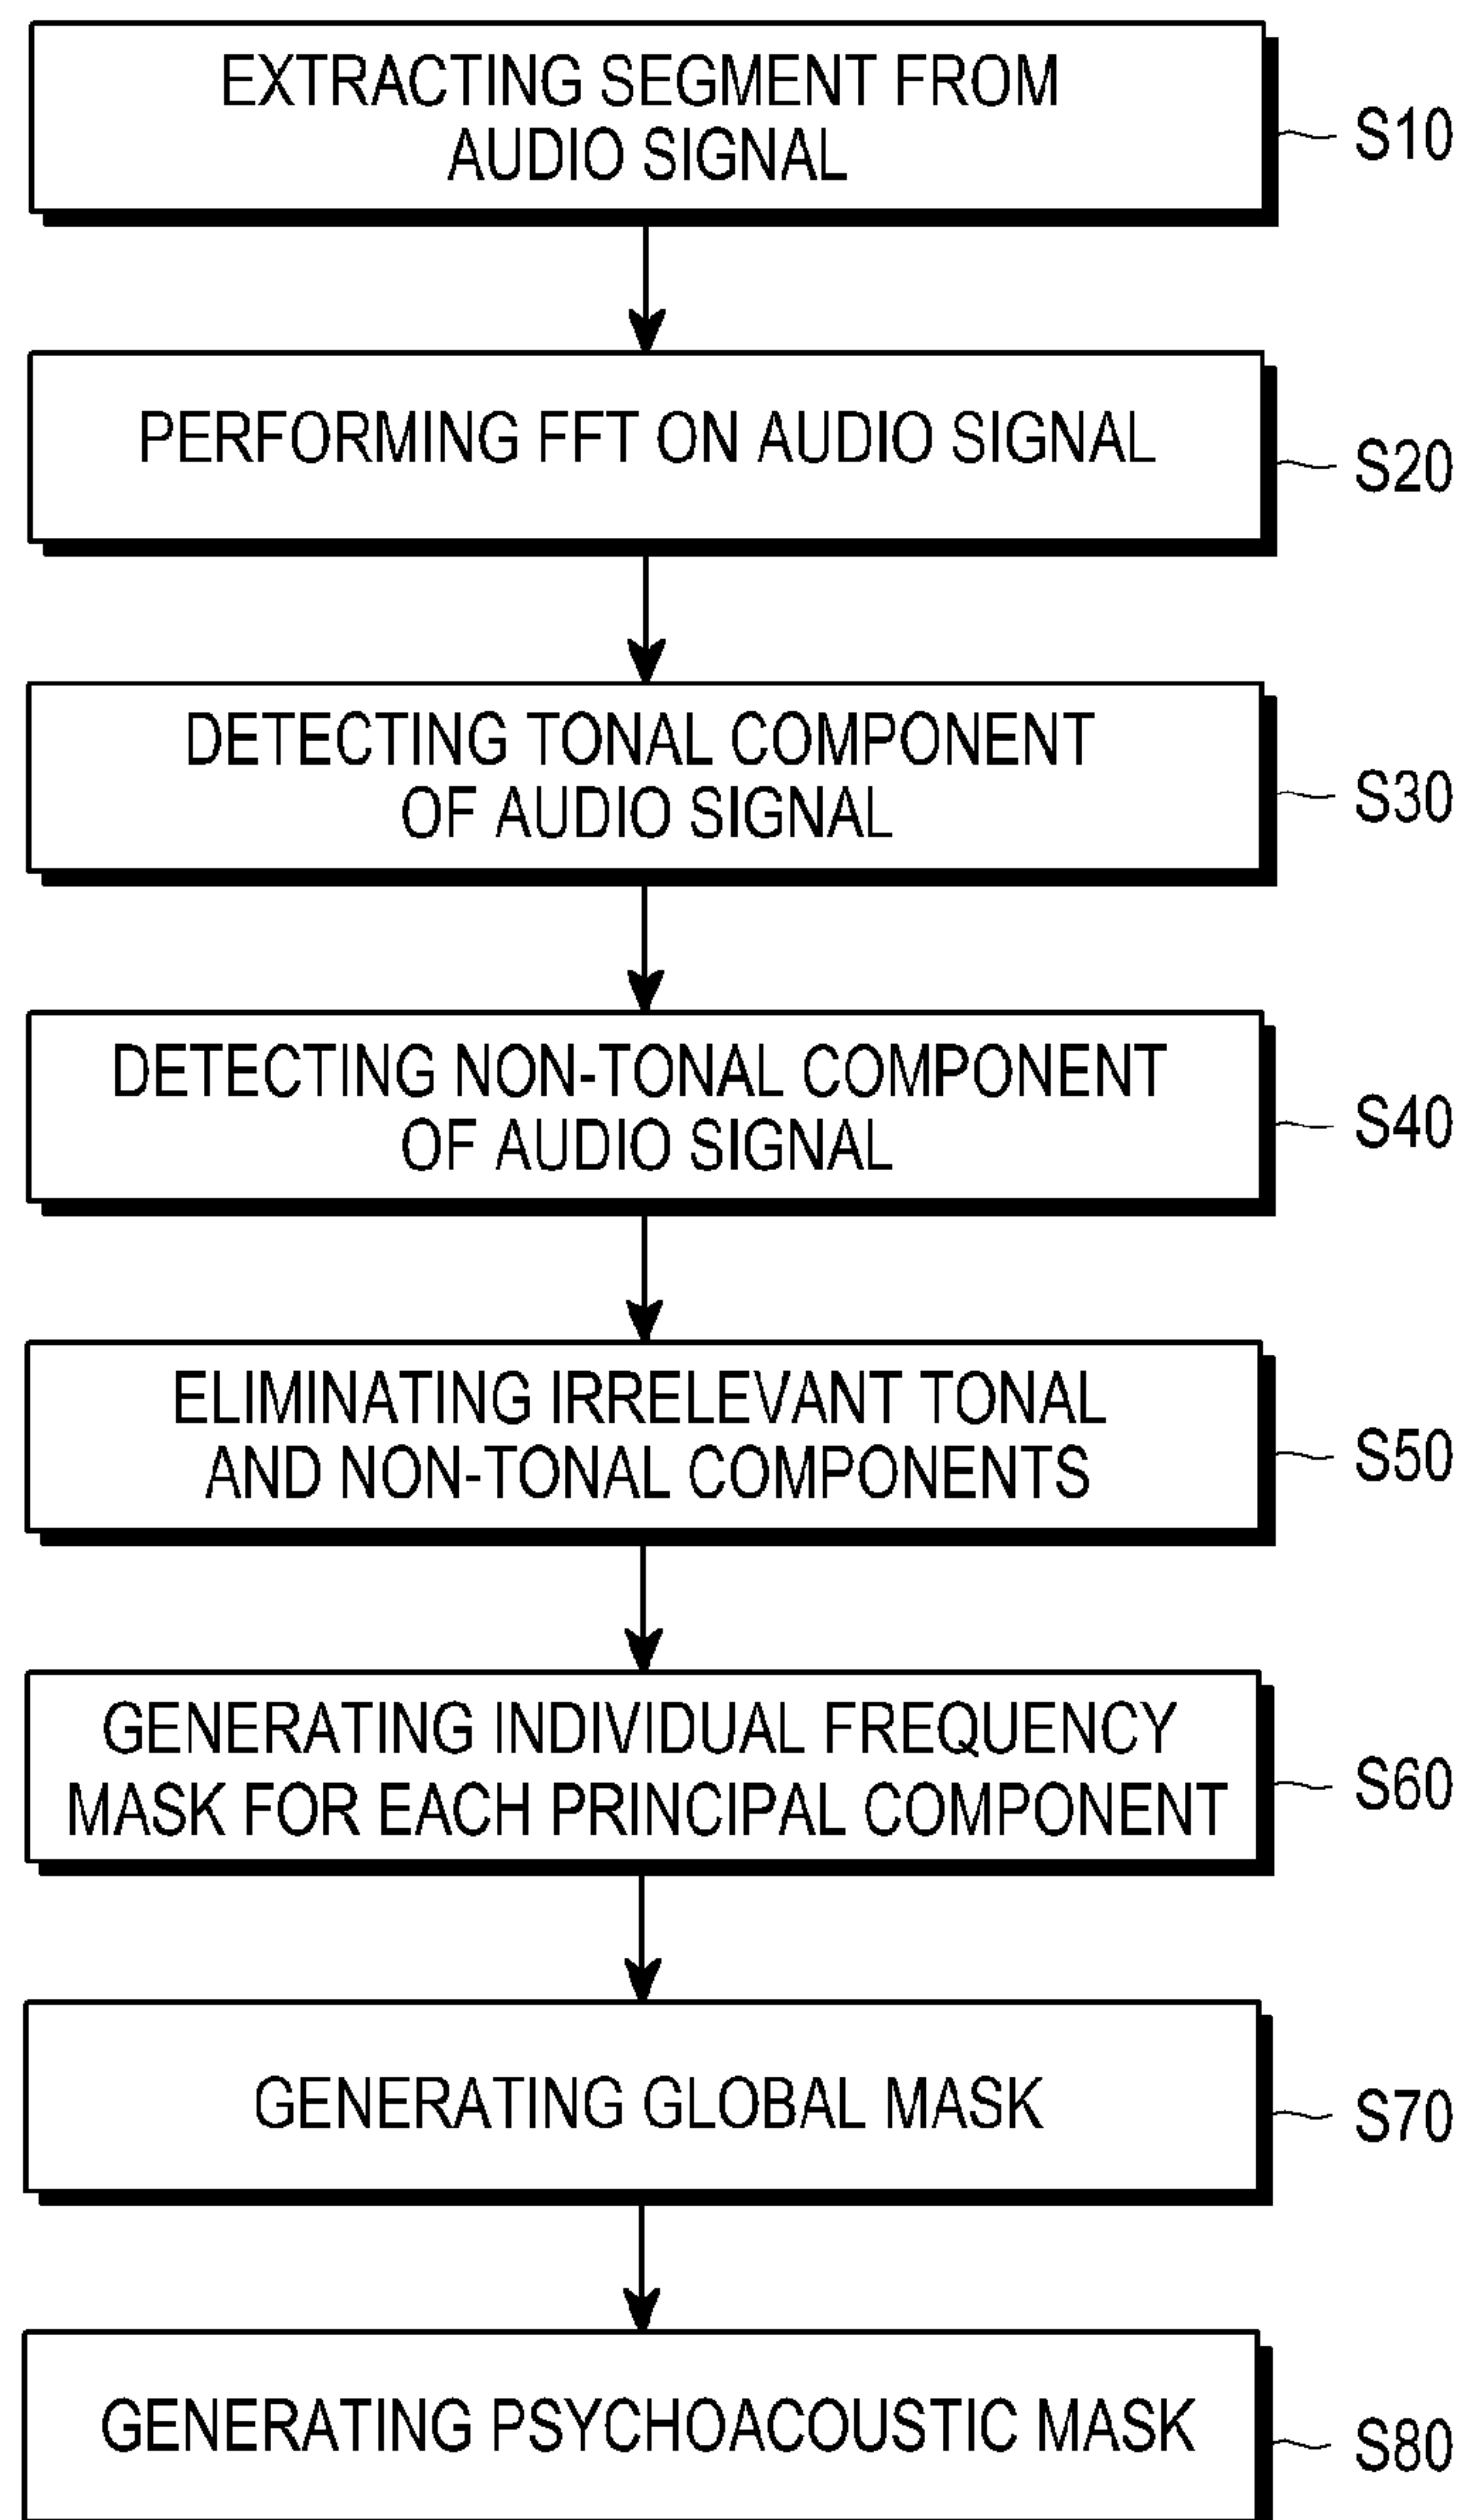 EXTRACTING SEGMENT FROM
AUDIO SIGNAL
S10
PERFORMING FFT ON AUDIO SIGNAL
S20
DETECTING TONAL COMPONENT
OF AUDIO SIGNAL
S30
DETECTING NON-TONAL COMPONENT
OF AUDIO SIGNAL
S40
ELIMINATING IRRELEVANT TONAL
AND NON-TONAL COMPONENTS
S50
GENERATING INDIVIDUAL FREQUENCY
MASK FOR EACH PRINCIPAL COMPONENT
S60
GENERATING GLOBAL MASK
S70
GENERATING PSYCHOACOUSTIC MASK
S80